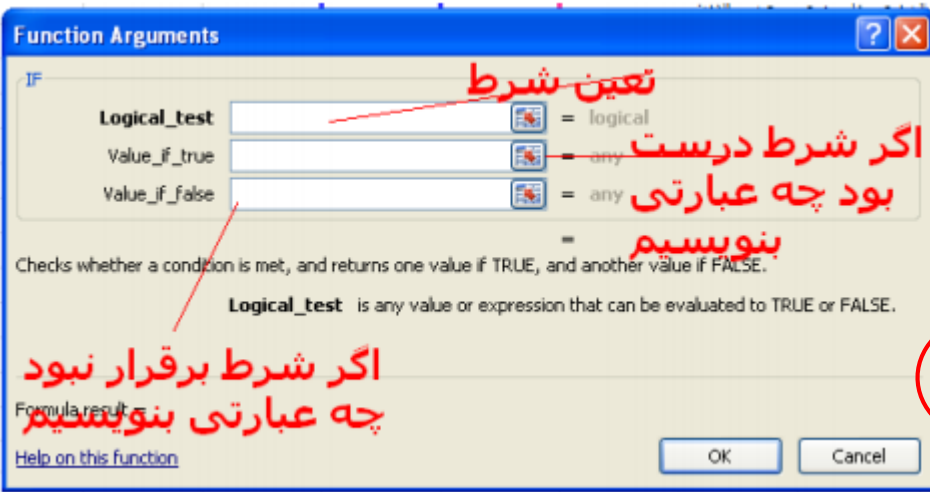 Function Arguments
IF
تعین شرط
Logical_test = logical
Value_if_true = any
اگر شرط درست
بود چه عبارتی
بنویسیم
Value_if_false = any
=
Checks whether a condition is met, and returns one value if TRUE, and another value if FALSE.
Logical_test is any value or expression that can be evaluated to TRUE or FALSE.
اگر شرط برقرار نبود
چه عبارتی بنویسیم
Formula result =
Help on this function
OK
Cancel